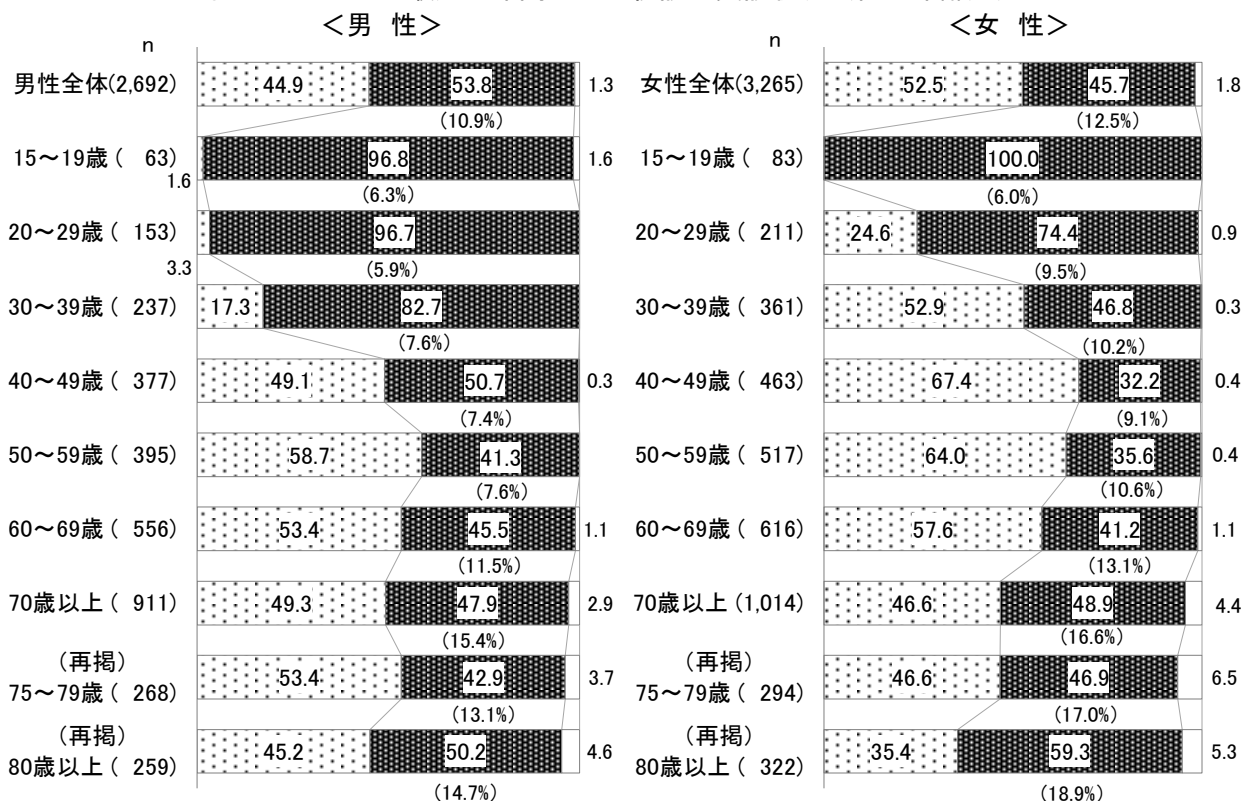 ＜男 性＞
n
男性全体(2,692) 44.9 53.8 1.3
(10.9%)
15～19歳 ( 63) 1.6 96.8 1.6
(6.3%)
20～29歳 ( 153) 3.3 96.7
(5.9%)
30～39歳 ( 237) 17.3 82.7
(7.6%)
40～49歳 ( 377) 49.1 50.7 0.3
(7.4%)
50～59歳 ( 395) 58.7 41.3
(7.6%)
60～69歳 ( 556) 53.4 45.5 1.1
(11.5%)
70歳以上 ( 911) 49.3 47.9 2.9
(15.4%)
(再掲)
75～79歳 ( 268) 53.4 42.9 3.7
(13.1%)
(再掲)
80歳以上 ( 259) 45.2 50.2 4.6
(14.7%)
＜女 性＞
n
女性全体(3,265) 52.5 45.7 1.8
(12.5%)
15～19歳 ( 83) 100.0
(6.0%)
20～29歳 ( 211) 24.6 74.4 0.9
(9.5%)
30～39歳 ( 361) 52.9 46.8 0.3
(10.2%)
40～49歳 ( 463) 67.4 32.2 0.4
(9.1%)
50～59歳 ( 517) 64.0 35.6 0.4
(10.6%)
60～69歳 ( 616) 57.6 41.2 1.1
(13.1%)
70歳以上 (1,014) 46.6 48.9 4.4
(16.6%)
(再掲)
75～79歳 ( 294) 46.6 46.9 6.5
(17.0%)
(再掲)
80歳以上 ( 322) 35.4 59.3 5.3
(18.9%)